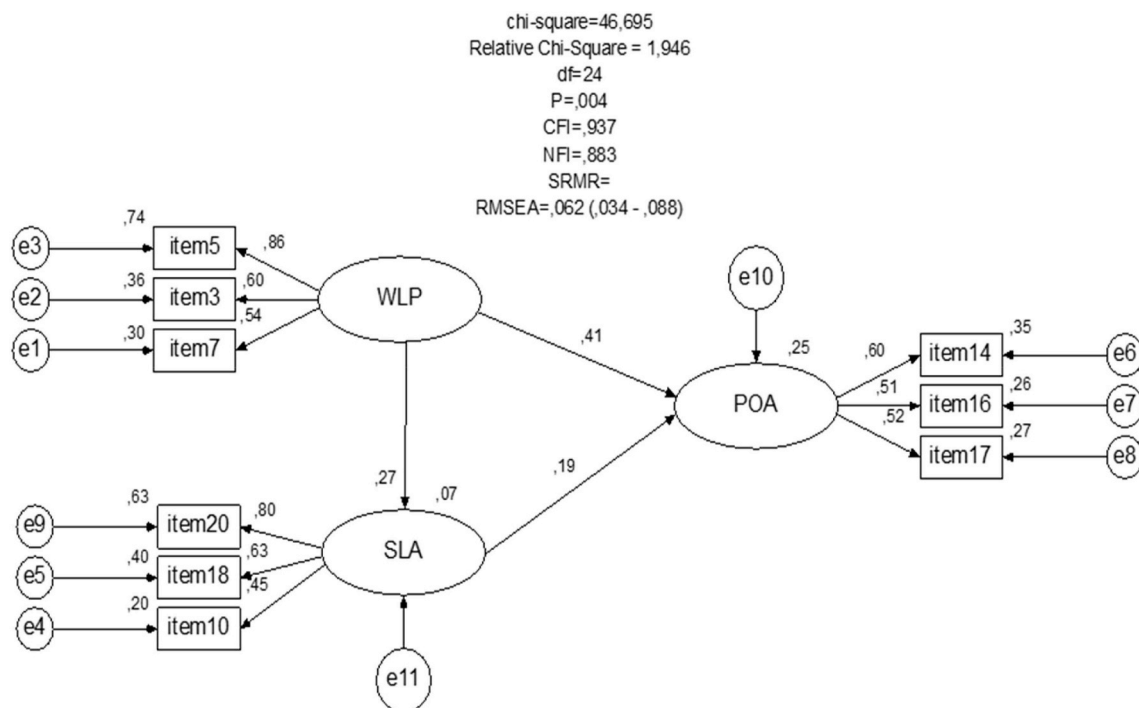 chi-square=46,695
Relative Chi-Square = 1,946
df=24
P=,004
CFI=,937
NFI=,883
SRMR=
RMSEA=,062 (,034 - ,088)
,74
e3
item5
,86
,36
e2
item3
,60
,30
e1
item7
,54
WLP
e10
,41
,25
POA
,60
item14
,35
e6
,51
item16
,26
e7
,52
item17
,27
e8
,27
,07
,19
SLA
,63
e9
item20
,80
,40
e5
item18
,63
,20
e4
item10
,45
e11